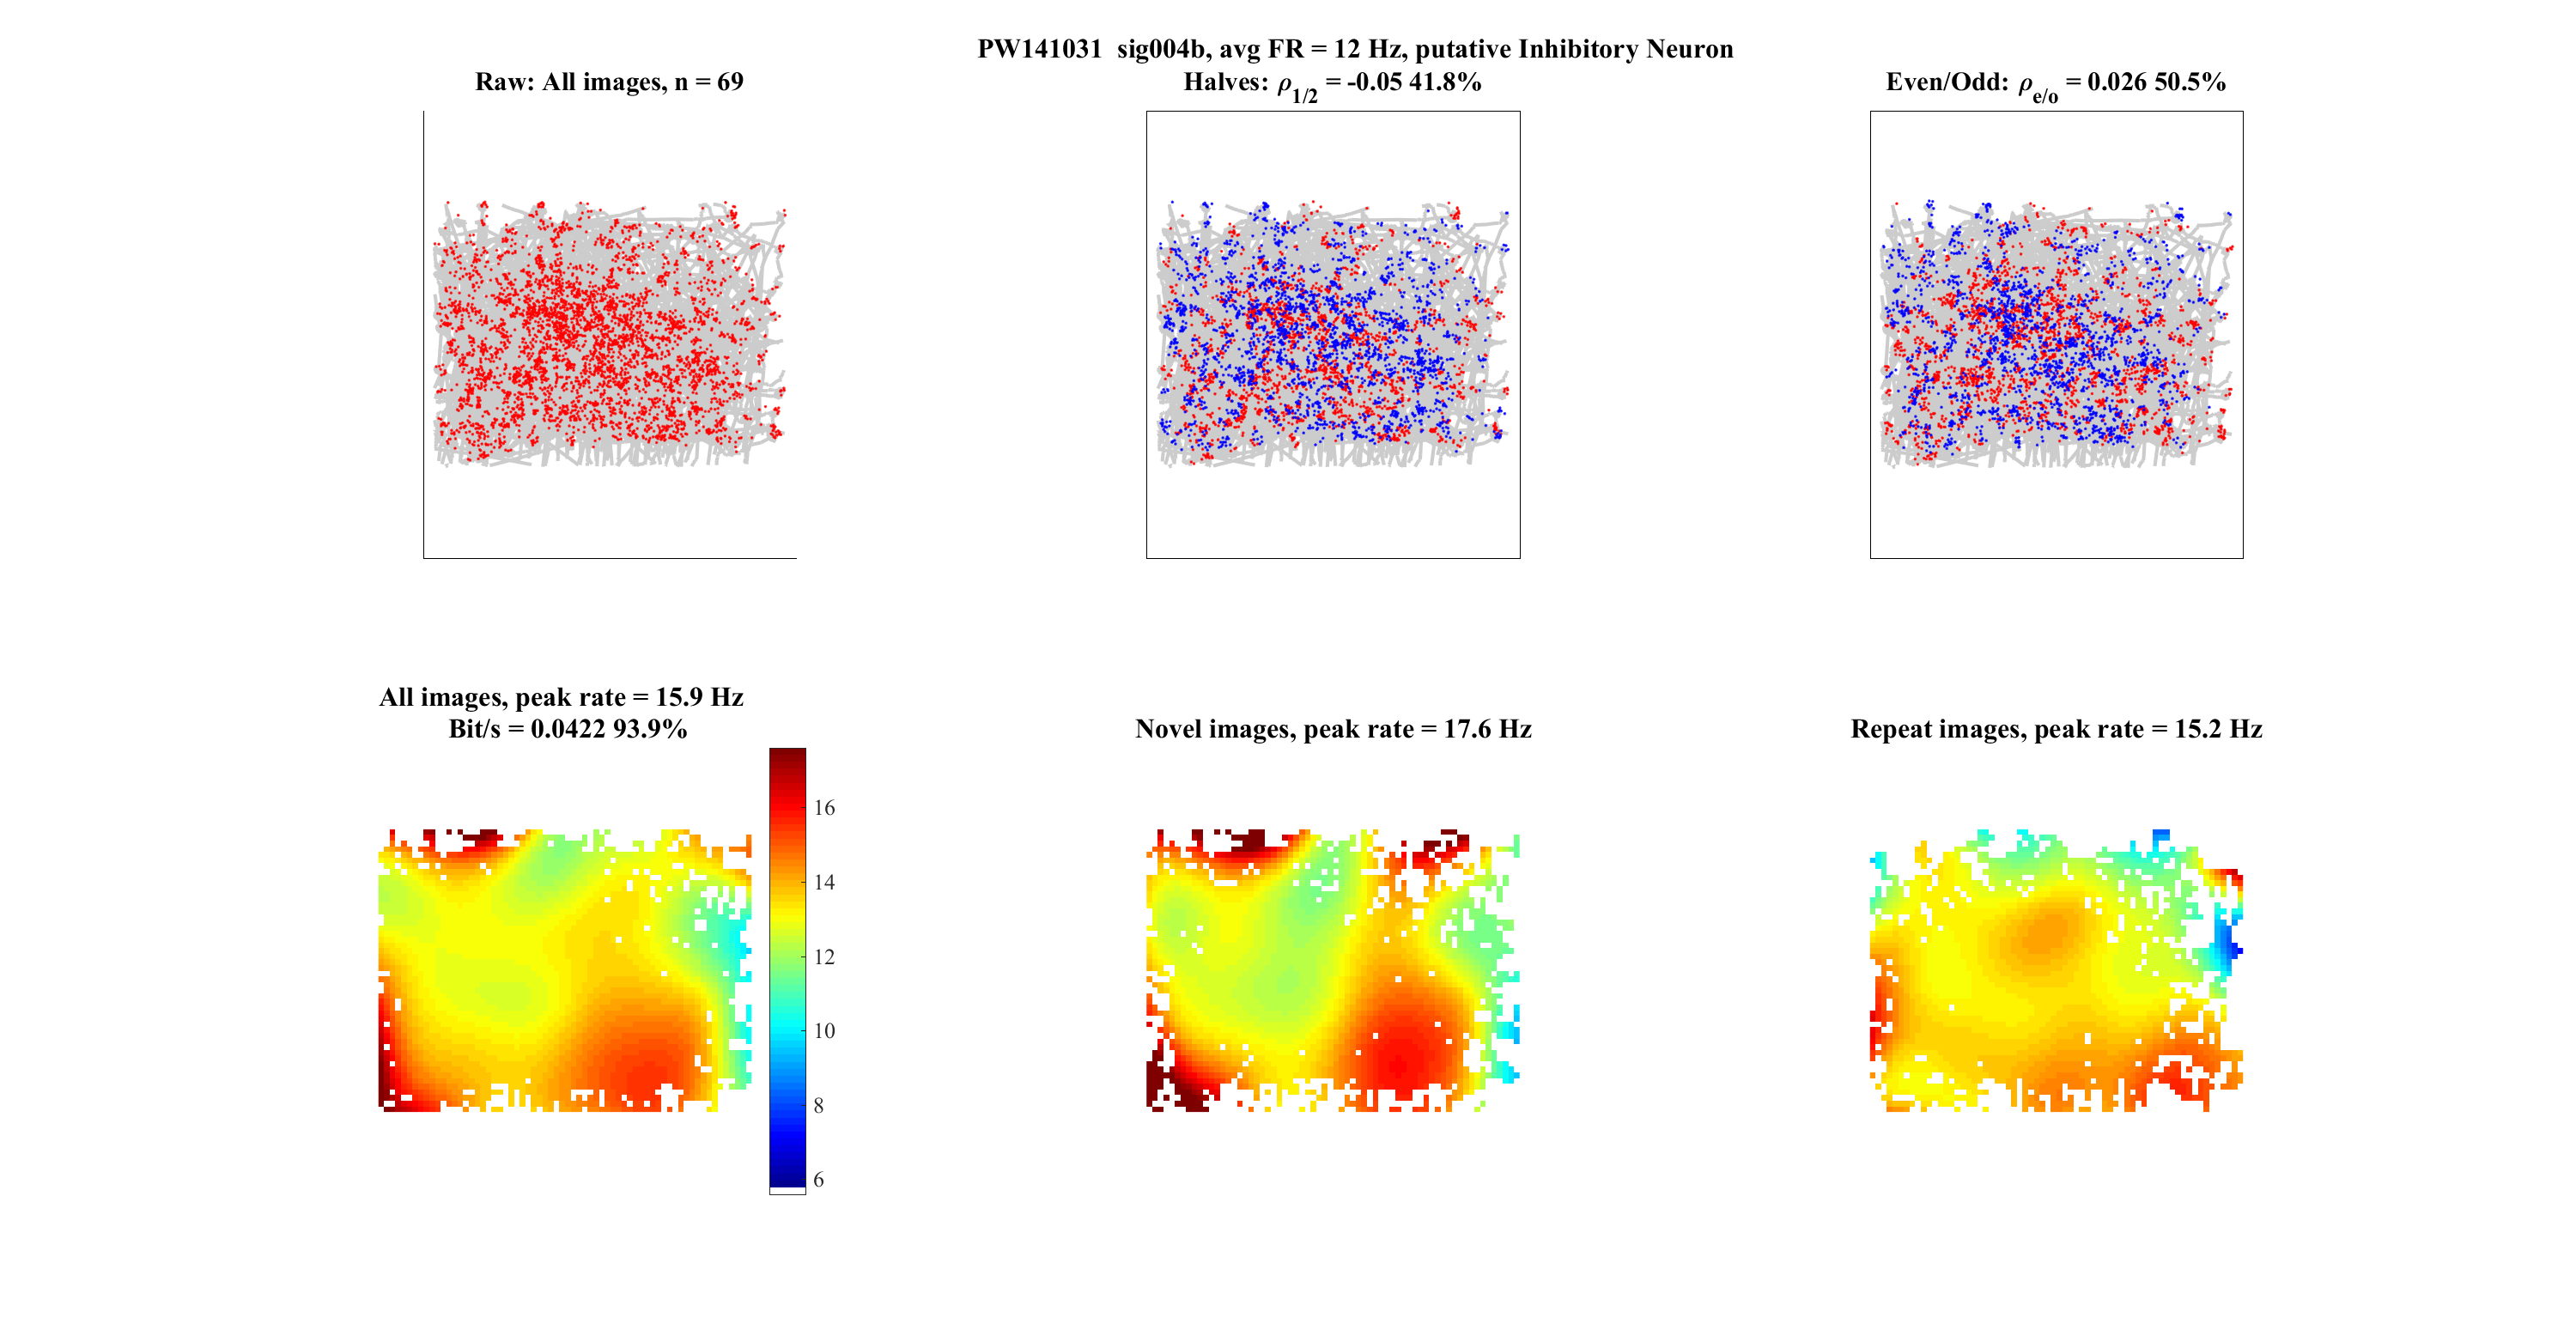 PW141031 sig004b, avg FR = 12 Hz, putative Inhibitory Neuron
Raw: All images, n = 69
Halves: ρ1/2 = -0.05 41.8%
Even/Odd: ρe/o = 0.026 50.5%
All images, peak rate = 15.9 Hz
Bit/s = 0.0422 93.9%
Novel images, peak rate = 17.6 Hz
Repeat images, peak rate = 15.2 Hz
16
14
12
10
8
6